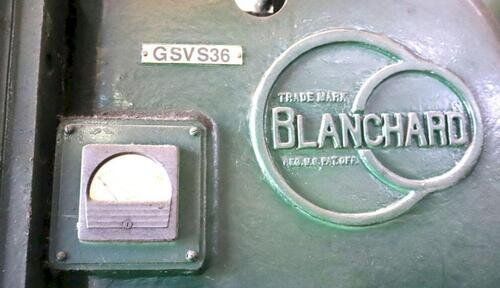 GSVS36
TRADE MARK
BLANCHARD
REG. U.S. PAT. OFF.